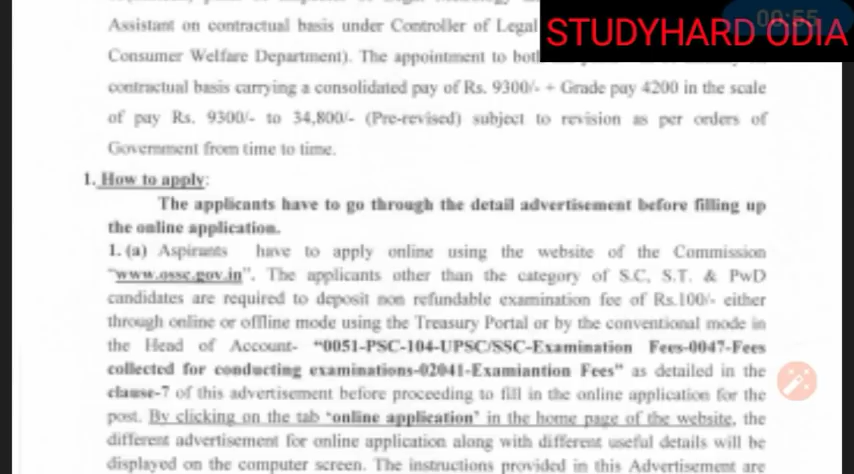 Assistant on contractual basis under Controller of Legal
STUDYHARD ODIA
00:55
Consumer Welfare Department). The appointment to
contractual basis carrying a consolidated pay of Rs. 9300/- + Grade pay 4200 in the scale
of pay Rs. 9300/- to 34,800/- (Pre-revised) subject to revision as per orders of
Government from time to time.
1. How to apply:
The applicants have to go through the detail advertisement before filling up
the online application.
1. (a) Aspirants have to apply online using the website of the Commission
"www.ossc.gov.in". The applicants other than the category of S.C, S.T. & PwD
candidates are required to deposit non refundable examination fee of Rs.100/- either
through online or offline mode using the Treasury Portal or by the conventional mode in
the Head of Account- "0051-PSC-104-UPSC/SSC-Examination Fees-0047-Fees
collected for conducting examinations-02041-Examiantion Fees" as detailed in the
clause-7 of this advertisement before proceeding to fill in the online application for the
post. By clicking on the tab 'online application' in the home page of the website, the
different advertisement for online application along with different useful details will be
displayed on the computer screen. The instructions provided in this Advertisement are